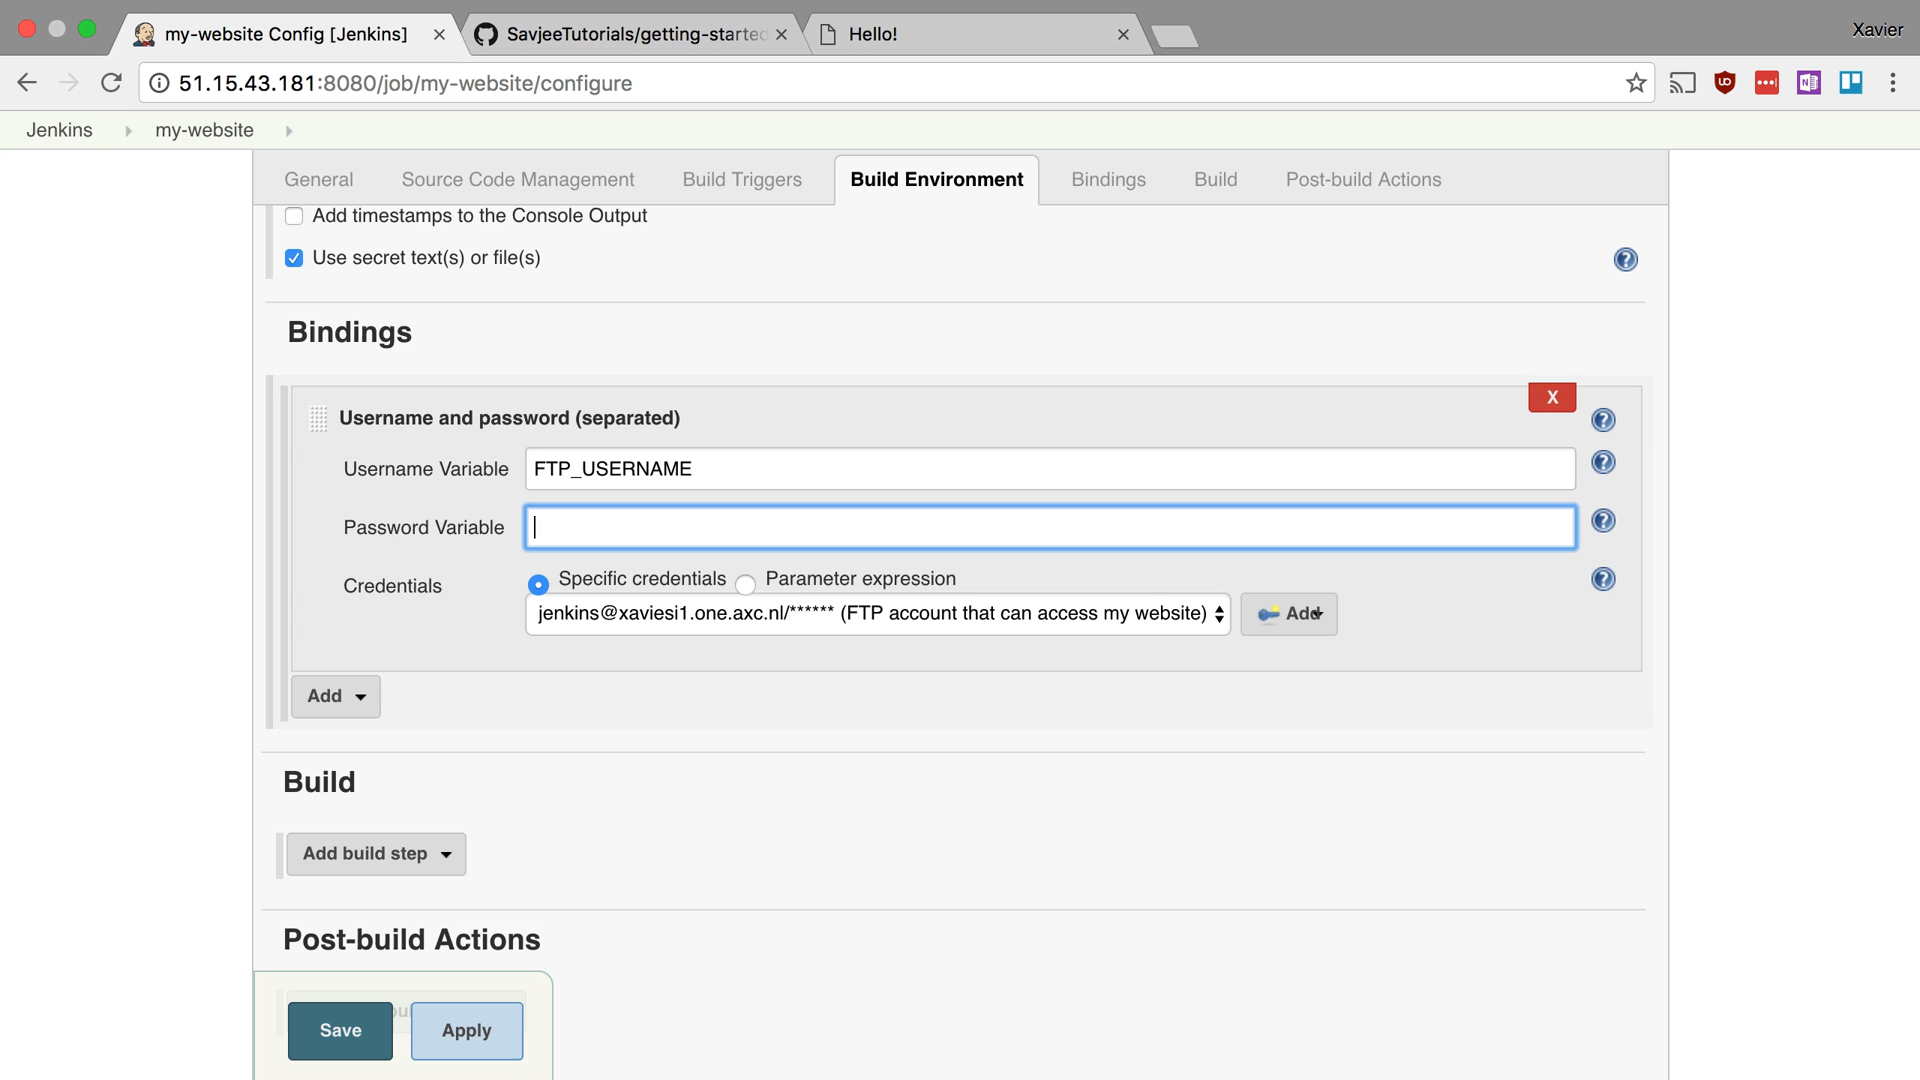 my-website Config [Jenkins]
SavjeeTutorials/getting-started
Hello!
Xavier
51.15.43.181:8080/job/my-website/configure
Jenkins
my-website
General
Source Code Management
Build Triggers
Build Environment
Bindings
Build
Post-build Actions
Add timestamps to the Console Output
Use secret text(s) or file(s)
Bindings
X
Username and password (separated)
Username Variable
FTP_USERNAME
Password Variable
Credentials
Specific credentials
Parameter expression
jenkins@xaviesi1.one.axc.nl/****** (FTP account that can access my website)
Add
Add
Build
Add build step
Post-build Actions
Save
Apply